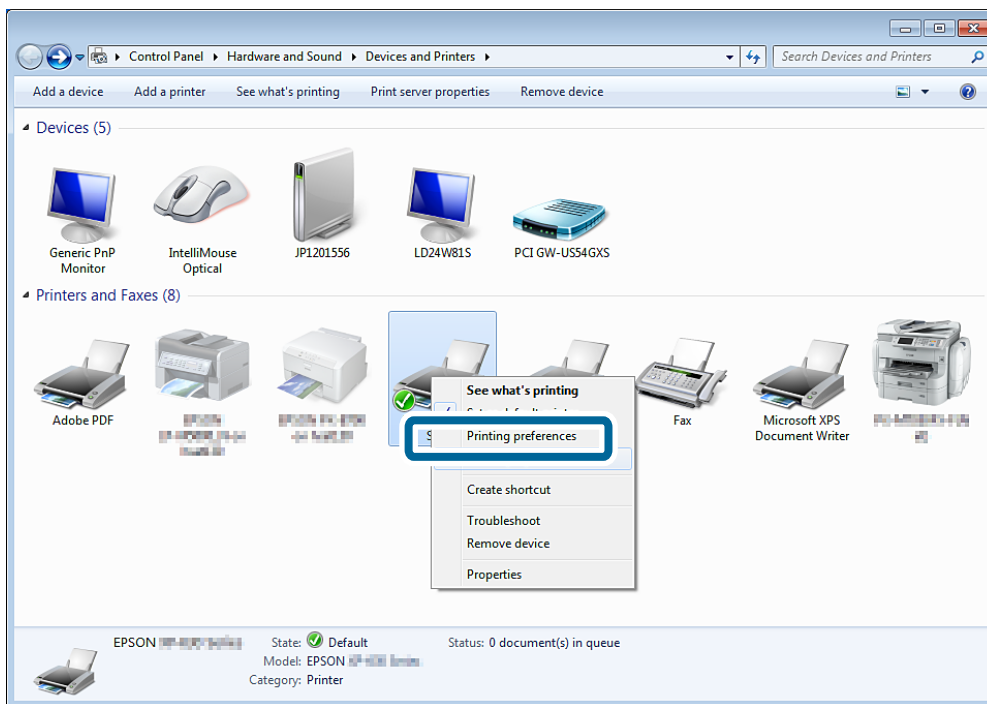 Control Panel Hardware and Sound Devices and Printers
Search Devices and Printers
Add a device Add a printer See what's printing Print server properties Remove device
Devices (5)
Generic PnP
Monitor
IntelliMouse
Optical
JP1201556
LD24W81S
PCI GW-US54GXS
Printers and Faxes (8)
Adobe PDF
Fax
Microsoft XPS
Document Writer
See what's printing
Printing preferences
Create shortcut
Troubleshoot
Remove device
Properties
EPSON
State: Default
Status: 0 document(s) in queue
Model: EPSON
Category: Printer